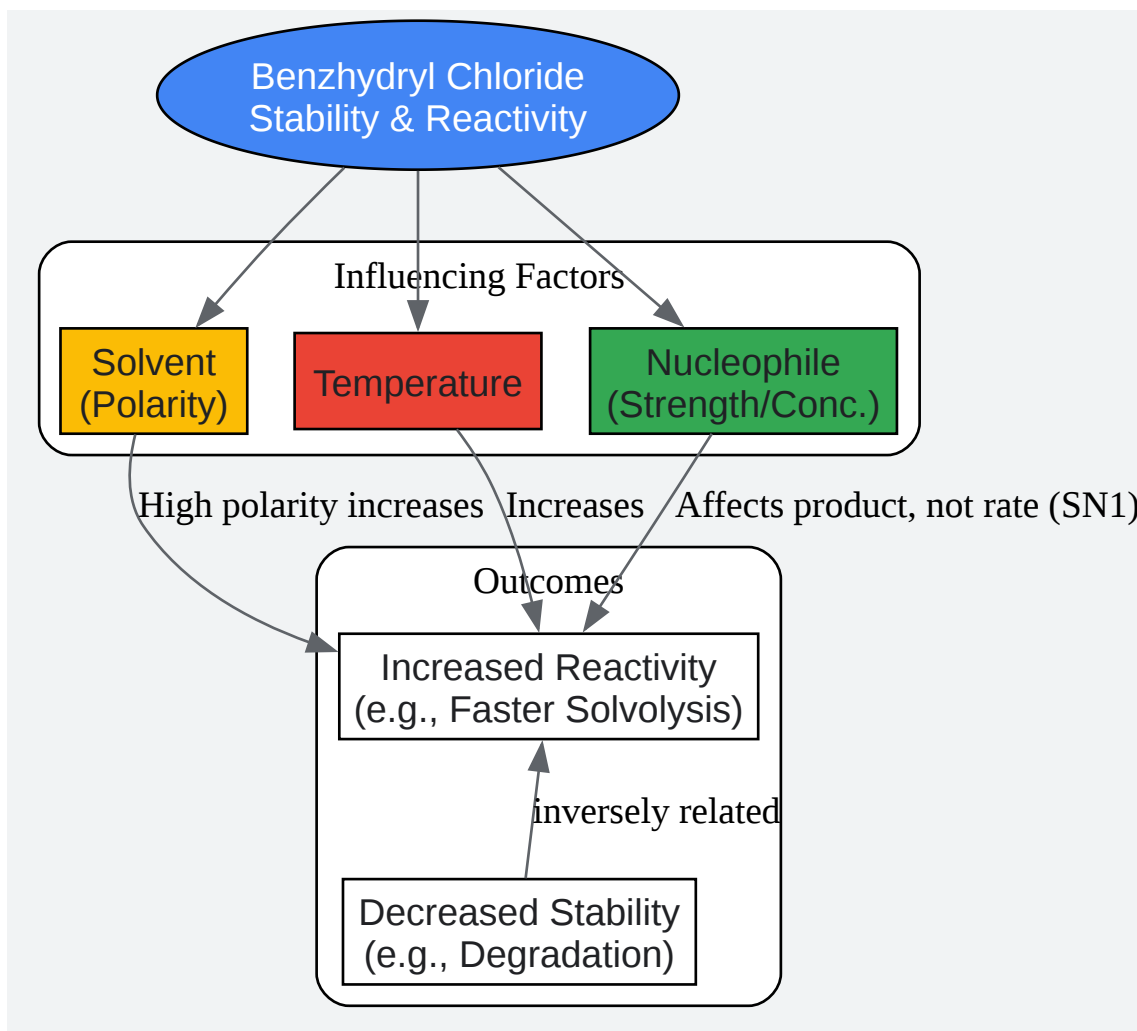 Benzhydryl Chloride
Stability & Reactivity
Influencing Factors
Solvent
(Polarity)
Temperature
Nucleophile
(Strength/Conc.)
High polarity increases
Increases
Affects product, not rate (SN1)
Outcomes
Increased Reactivity
(e.g., Faster Solvolysis)
inversely related
Decreased Stability
(e.g., Degradation)